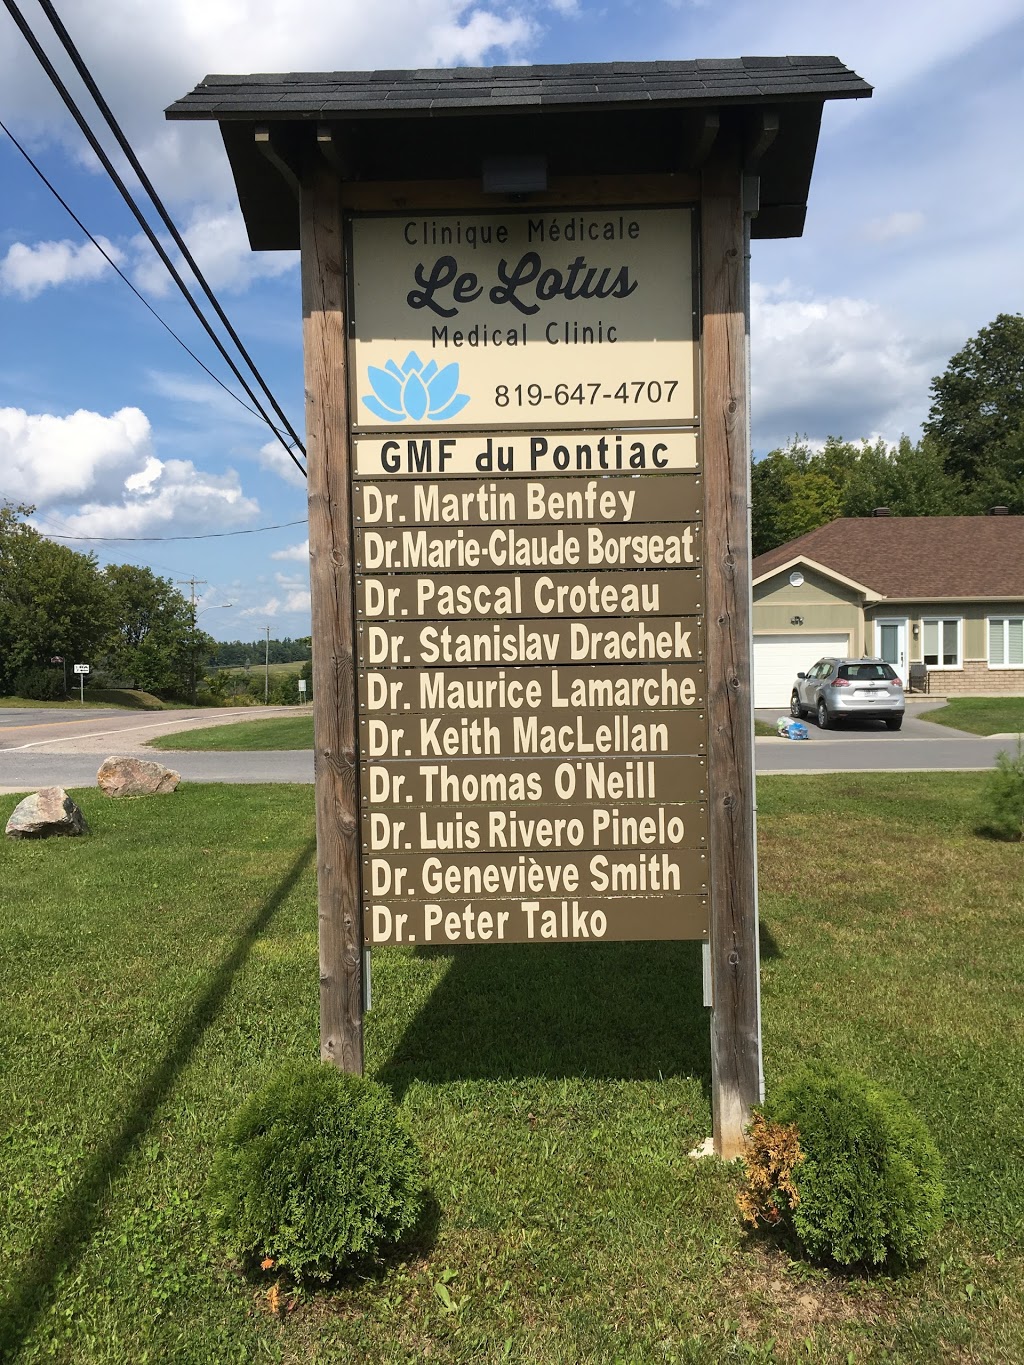 Clinique Médicale
Le Lotus
Medical Clinic
819-647-4707
GMF du Pontiac
Dr. Martin Benfey
Dr.Marie-Claude Borgeat
Dr. Pascal Croteau
Dr. Stanislav Drachek
Dr. Maurice Lamarche
Dr. Keith MacLellan
Dr. Thomas O'Neill
Dr. Luis Rivero Pinelo
Dr. Geneviève Smith
Dr. Peter Talko